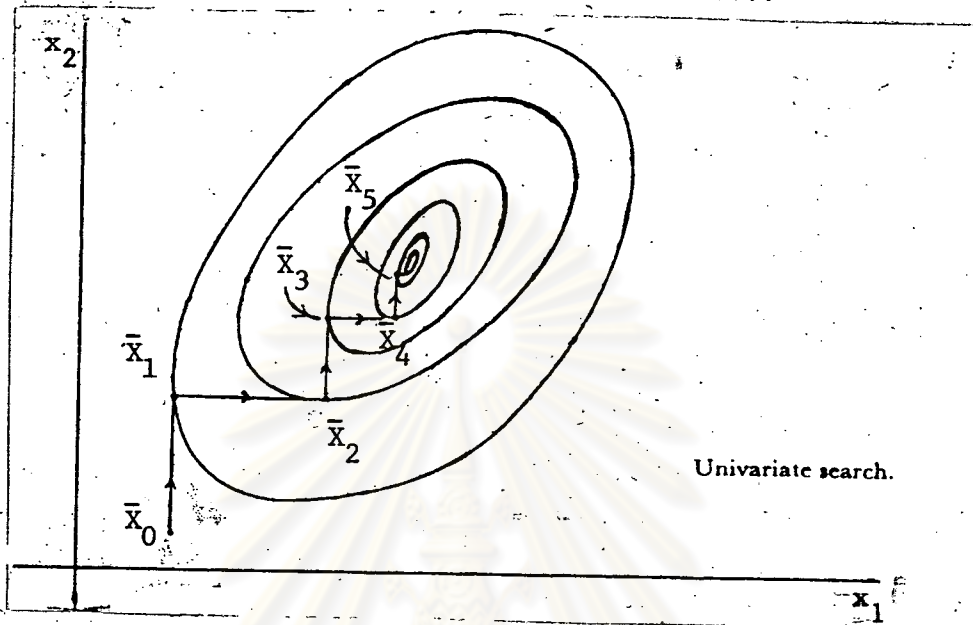 x₂
x̄₅
x̄₃
x̄₄
x̄₁
x̄₂
Univariate search.
x̄₀
x₁